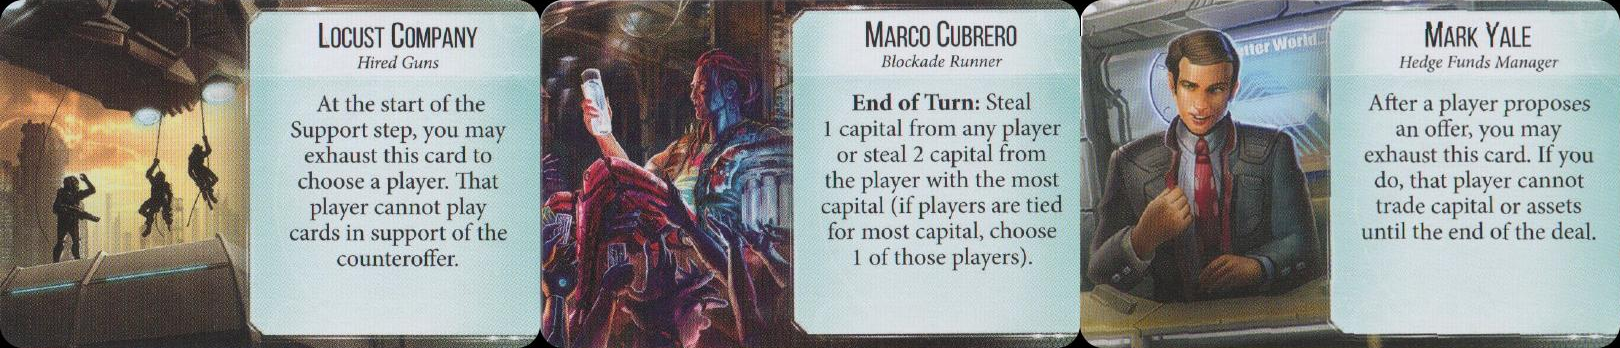 LOCUST COMPANY
Hired Guns
At the start of the
Support step, you may
exhaust this card to
choose a player. That
player cannot play
cards in support of the
counteroffer.
MARCO CUBRERO
Blockade Runner
End of Turn: Steal
1 capital from any player
or steal 2 capital from
the player with the most
capital (if players are tied
for most capital, choose
1 of those players).
MARK YALE
Hedge Funds Manager
After a player proposes
an offer, you may
exhaust this card. If you
do, that player cannot
trade capital or assets
until the end of the deal.
World